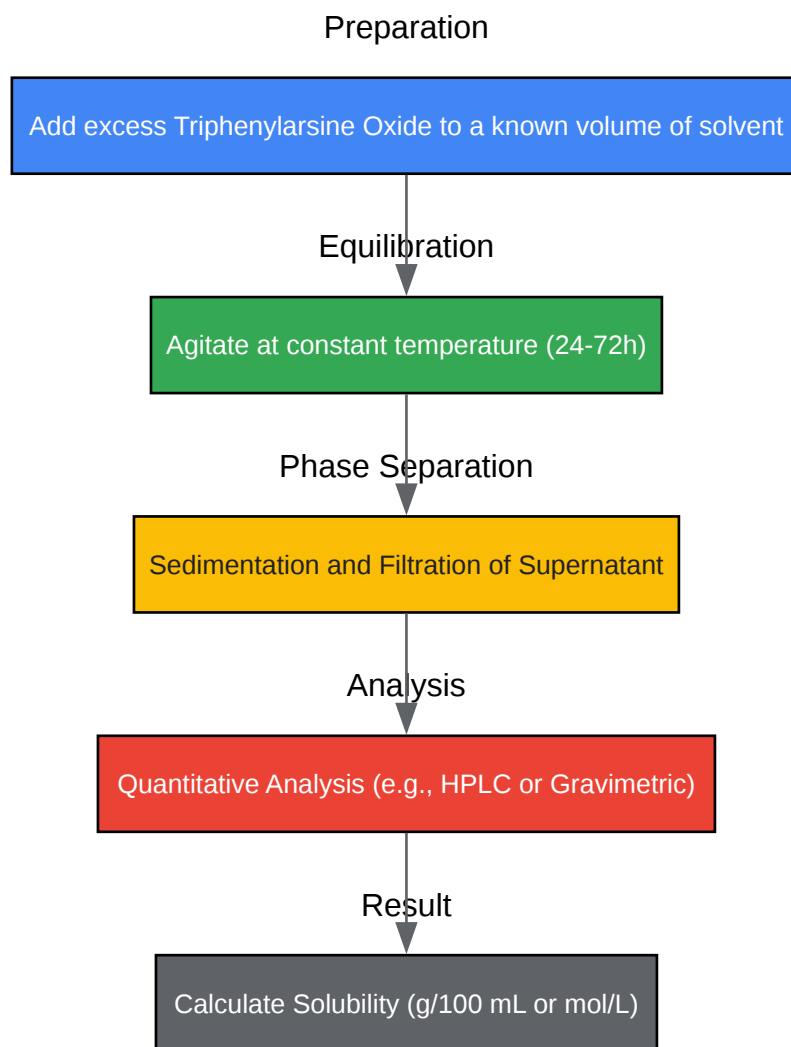 Preparation
Add excess Triphenylarsine Oxide to a known volume of solvent
Equilibration
Agitate at constant temperature (24-72h)
Phase Separation
Sedimentation and Filtration of Supernatant
Analysis
Quantitative Analysis (e.g., HPLC or Gravimetric)
Result
Calculate Solubility (g/100 mL or mol/L)